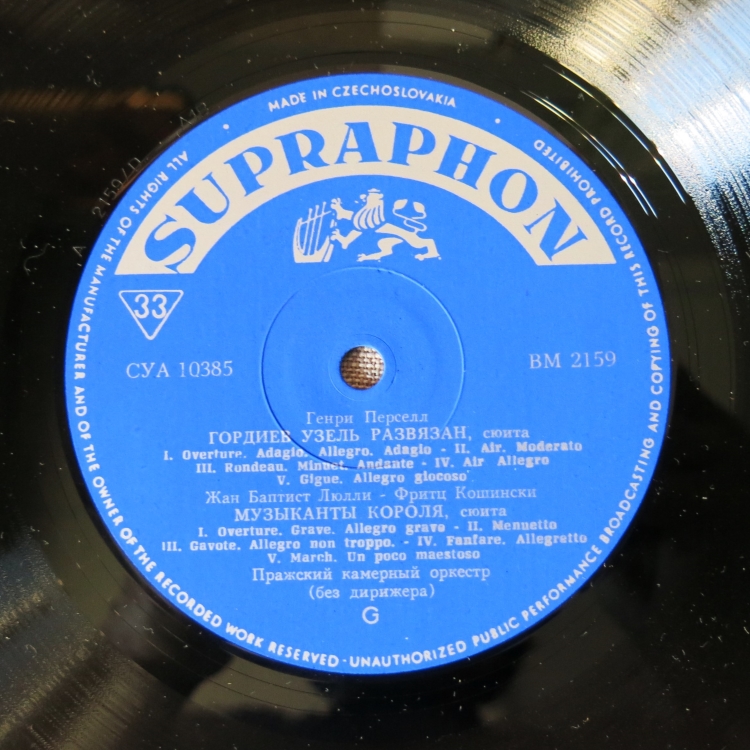 MADE IN CZECHOSLOVAKIA
SUPRAPHON
33
СУА 10385
ВМ 2159
Генри Перселл
ГОРДИЕВ УЗЕЛЬ РАЗВЯЗАН, сюита
I. Overture. Adagio. Allegro. Adagio - II. Air. Moderato
III. Rondeau. Minuet. Andante - IV. Air Allegro
V. Gigue. Allegro giocoso
Жан Баптист Люлли - Фритц Кошински
МУЗЫКАНТЫ КОРОЛЯ, сюита
I. Overture. Grave. Allegro grave - II. Menuetto
III. Gavote. Allegro non troppo. - IV. Fanfare. Allegretto
V. March. Un poco maestoso
Пражский камерный оркестр
(без дирижера)
G
ALL RIGHTS OF THE MANUFACTURER AND OF THE OWNER OF THE RECORDED WORK RESERVED · UNAUTHORIZED PUBLIC PERFORMANCE BROADCASTING AND COPYING OF THIS RECORD PROHIBITED